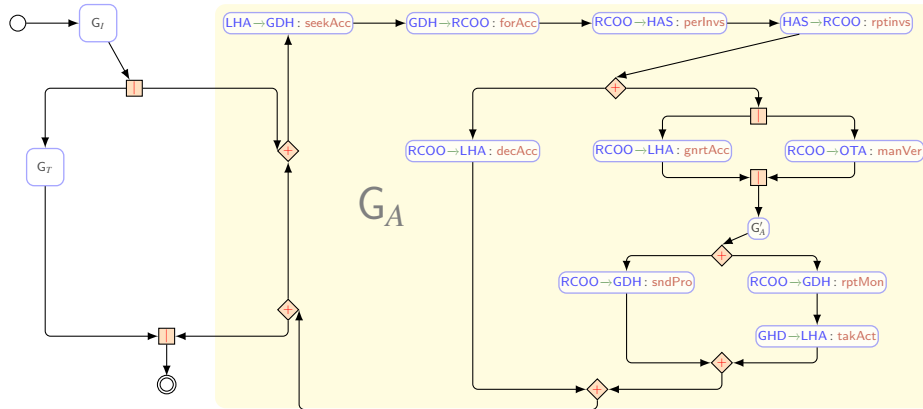 G_I
LHA→GDH: seekAcc
GDH→RCOO: forAcc
RCOO→HAS: perInvs
HAS→RCOO: rptinvs
|
+
|
G_T
+
RCOO→LHA: decAcc
RCOO→LHA: gnrtAcc
RCOO→OTA: manVer
|
G_A
G'_A
+
RCOO→GDH: sndPro
RCOO→GDH: rptMon
+
|
GHD→LHA: takAct
+
+